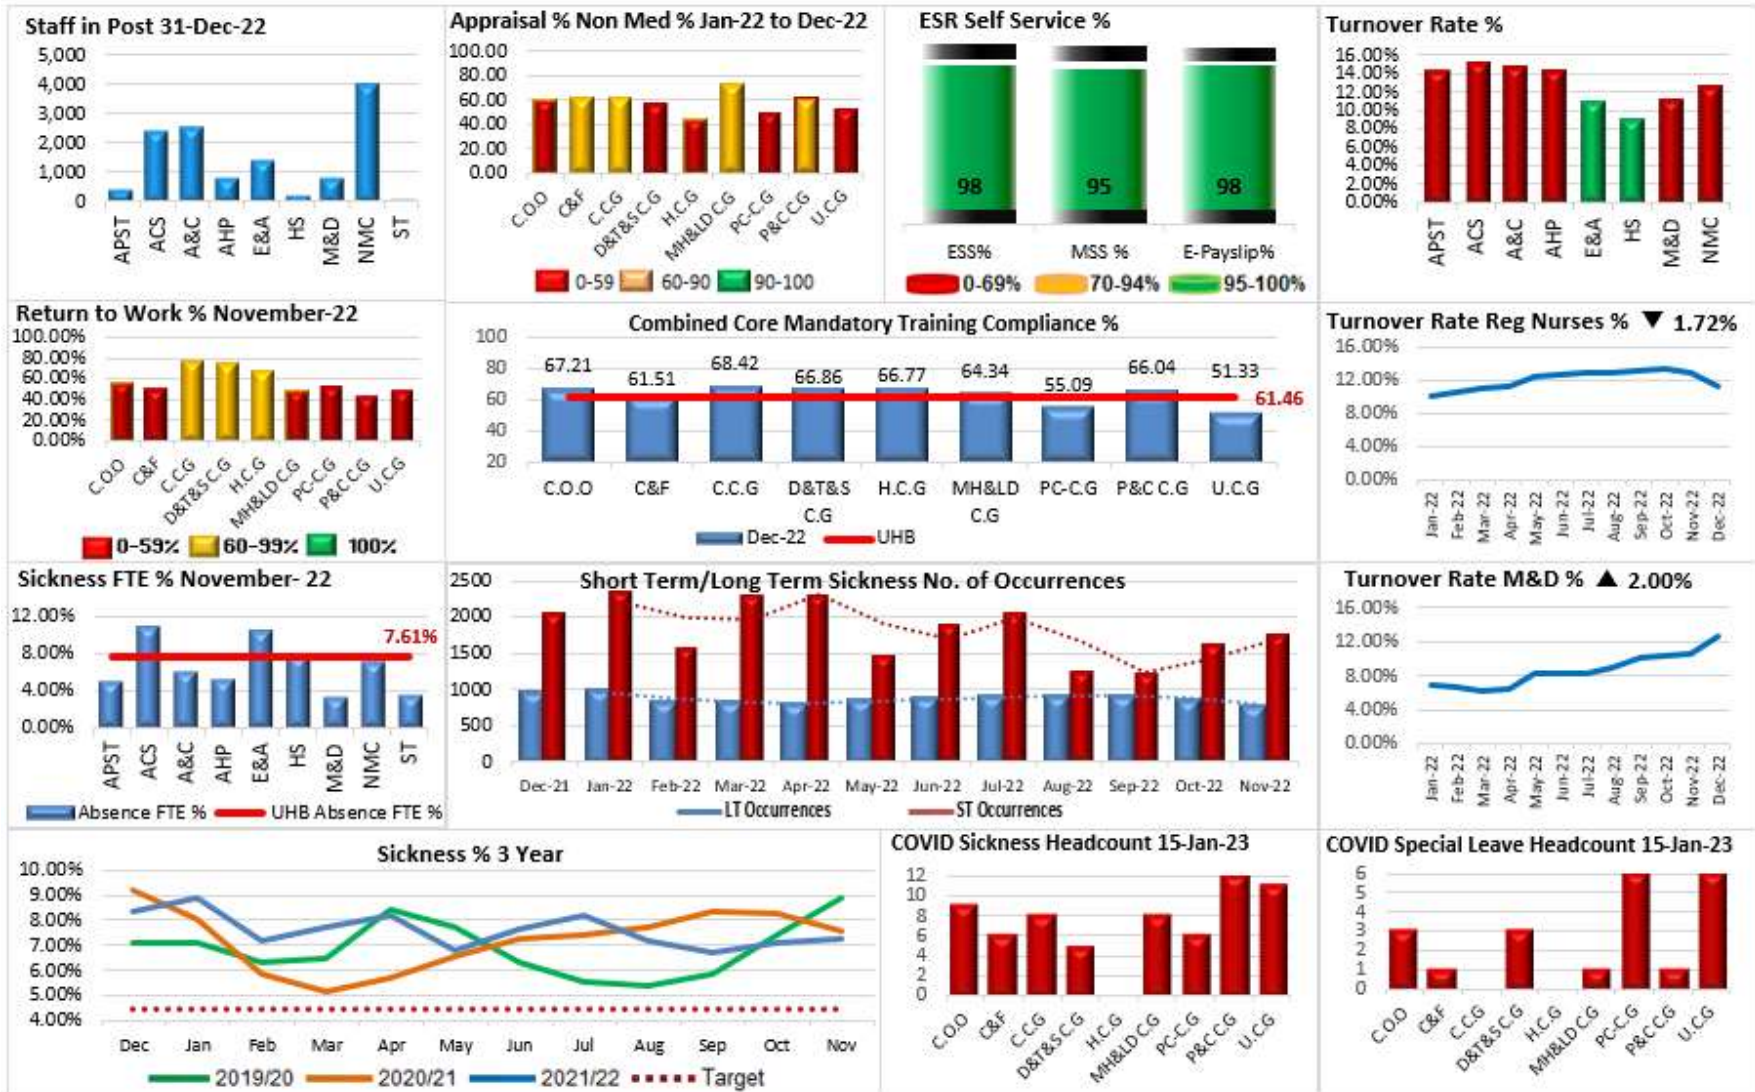 Staff in Post 31-Dec-22
5,000
4,000
3,000
2,000
1,000
0
APST
ACS
A&C
AHP
E&A
HS
M&D
NMC
ST
Appraisal % Non Med % Jan-22 to Dec-22
100.00
80.00
60.00
40.00
20.00
0.00
C.O.O
C&F
C.C.G
D&T&S C.G
H.C.G
MH&LD C.G
PC-C.G
P&C C.G
U.C.G
0-59
60-90
90-100
ESR Self Service %
98
95
98
ESS%
MSS %
E-Payslip%
0-69%
70-94%
95-100%
Turnover Rate %
16.00%
14.00%
12.00%
10.00%
8.00%
6.00%
4.00%
2.00%
0.00%
APST
ACS
A&C
AHP
E&A
HS
M&D
NMC
Return to Work % November-22
100.00%
80.00%
60.00%
40.00%
20.00%
0.00%
C.O.O
C&F
C.C.G
D&T&S C.G
H.C.G
MH&LD C.G
PC-C.G
P&C C.G
U.C.G
0-59%
60-99%
100%
Combined Core Mandatory Training Compliance %
100
80
60
40
20
67.21
61.51
68.42
66.86
66.77
64.34
55.09
66.04
51.33
61.46
C.O.O
C&F
C.C.G
D&T&S
C.G
H.C.G
MH&LD
C.G
PC-C.G
P&C C.G
U.C.G
Dec-22
UHB
Turnover Rate Reg Nurses % ▼ 1.72%
16.00%
12.00%
8.00%
4.00%
0.00%
Jan-22
Feb-22
Mar-22
Apr-22
May-22
Jun-22
Jul-22
Aug-22
Sep-22
Oct-22
Nov-22
Dec-22
Sickness FTE % November- 22
12.00%
8.00%
4.00%
0.00%
7.61%
APST
ACS
A&C
AHP
E&A
HS
M&D
NMC
ST
Absence FTE %
UHB Absence FTE %
Short Term/Long Term Sickness No. of Occurrences
2500
2000
1500
1000
500
0
Dec-21
Jan-22
Feb-22
Mar-22
Apr-22
May-22
Jun-22
Jul-22
Aug-22
Sep-22
Oct-22
Nov-22
LT Occurrences
ST Occurrences
Turnover Rate M&D % ▲ 2.00%
16.00%
12.00%
8.00%
4.00%
0.00%
Jan-22
Feb-22
Mar-22
Apr-22
May-22
Jun-22
Jul-22
Aug-22
Sep-22
Oct-22
Nov-22
Dec-22
Sickness % 3 Year
10.00%
9.00%
8.00%
7.00%
6.00%
5.00%
4.00%
Dec
Jan
Feb
Mar
Apr
May
Jun
Jul
Aug
Sep
Oct
Nov
2019/20
2020/21
2021/22
Target
COVID Sickness Headcount 15-Jan-23
12
10
8
6
4
2
0
C.O.O
C&F
C.C.G
D&T&S C.G
H.C.G
MH&LD C.G
PC-C.G
P&C C.G
U.C.G
COVID Special Leave Headcount 15-Jan-23
6
5
4
3
2
1
0
C.O.O
C&F
C.C.G
D&T&S C.G
H.C.G
MH&LD C.G
PC-C.G
P&C C.G
U.C.G